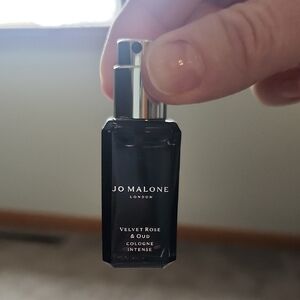 JO MALONE
LONDON
VELVET ROSE
& OUD
COLOGNE
INTENSE